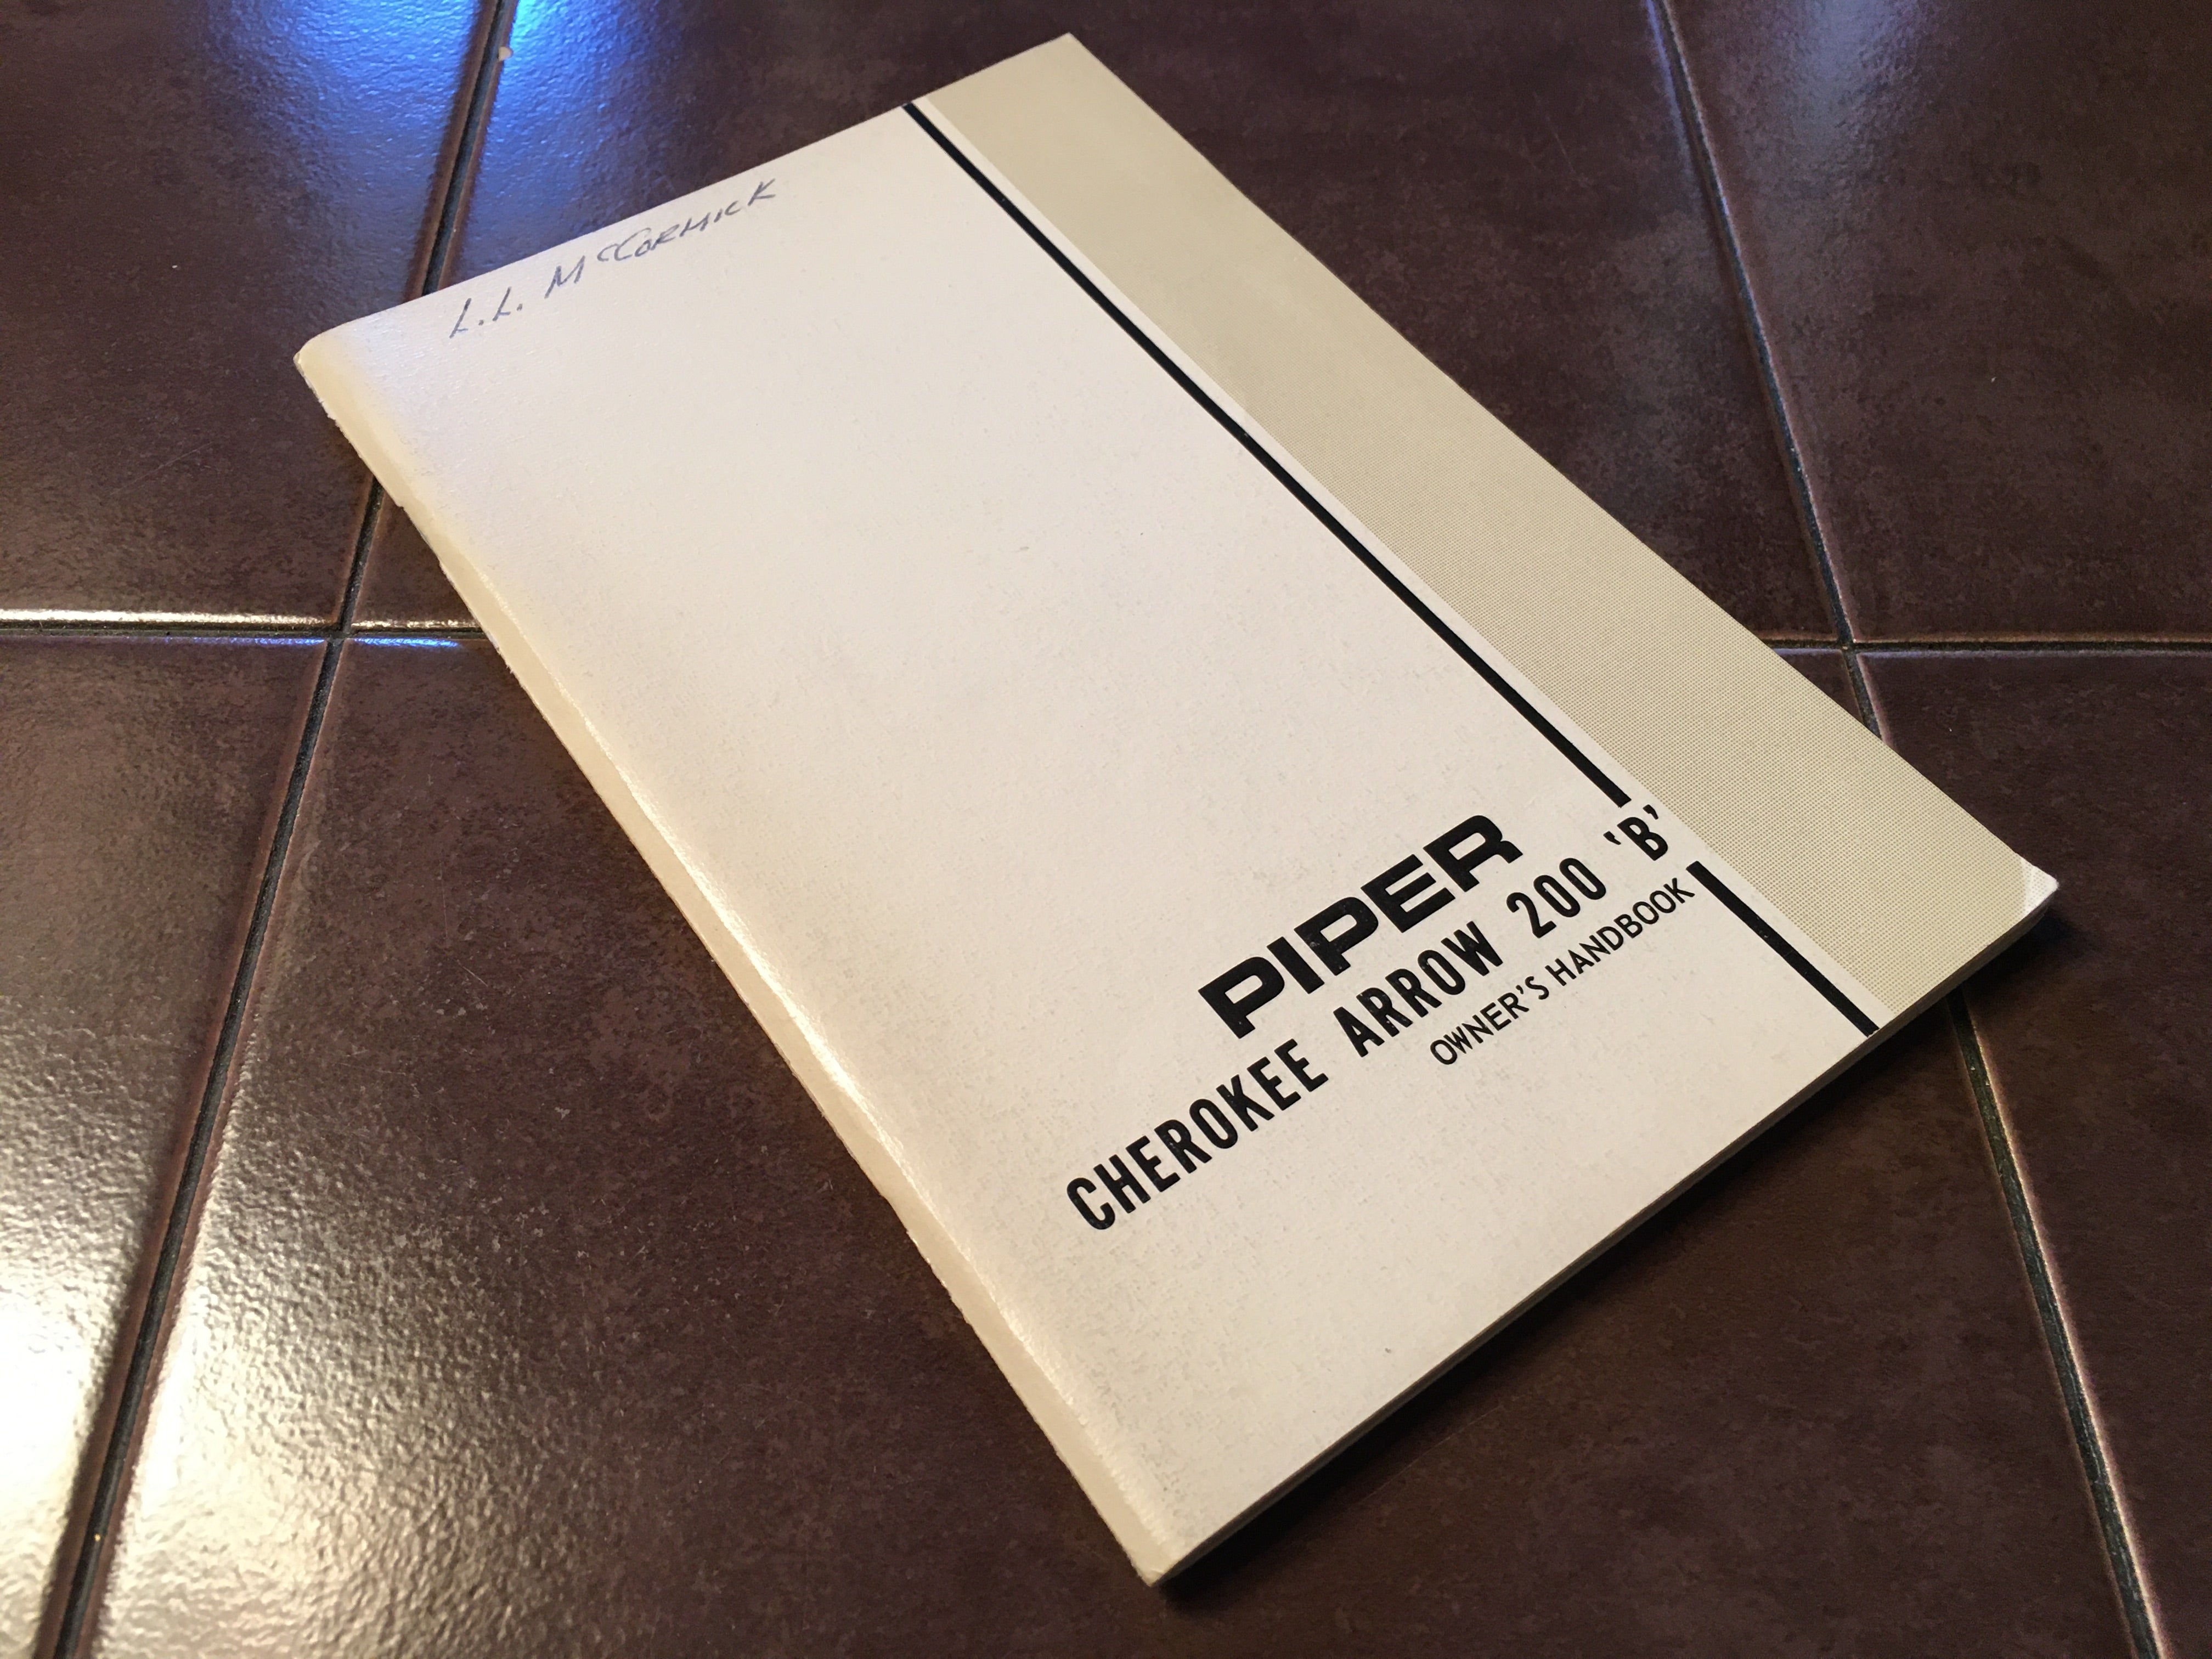 L.L. McCORMICK
PIPER
CHEROKEE ARROW 200 'B'
OWNER'S HANDBOOK